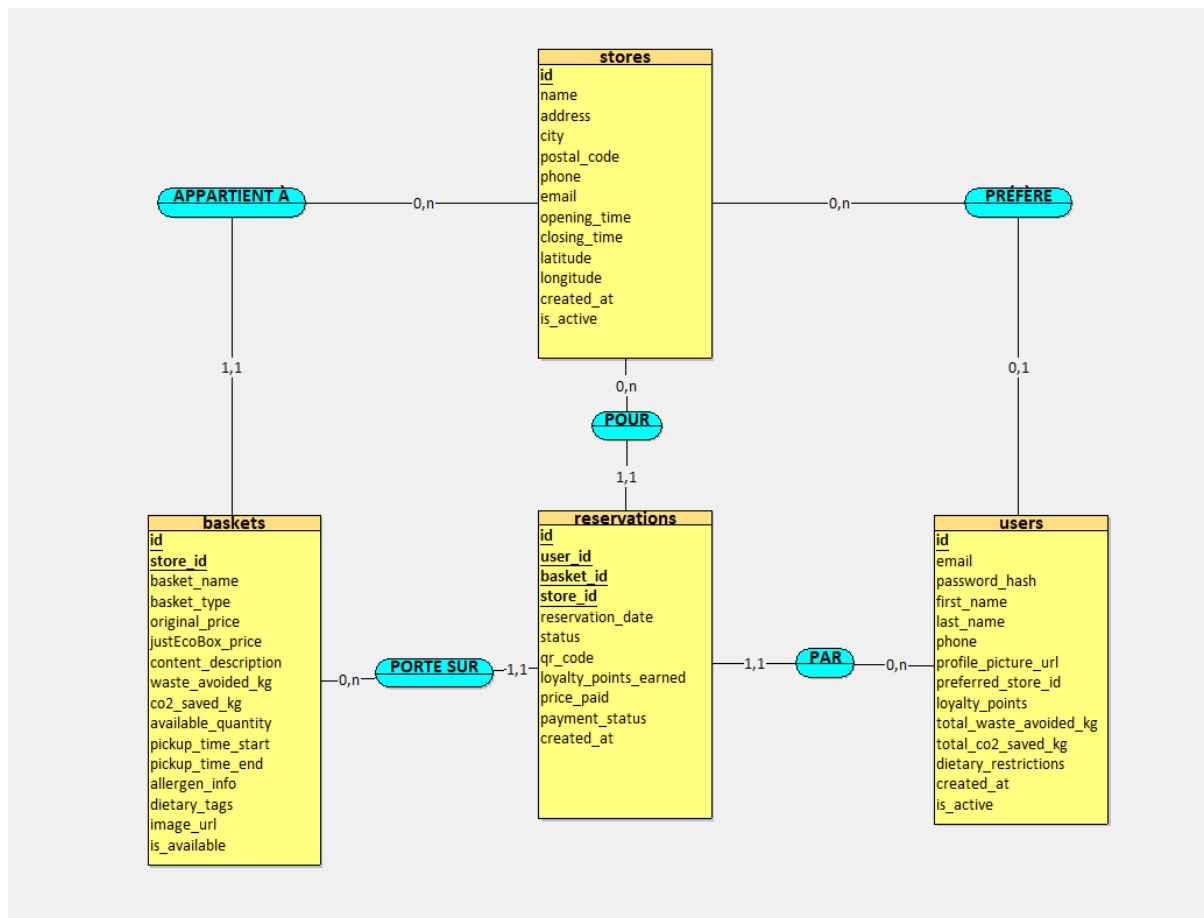 stores
id
name
address
city
postal_code
phone
email
opening_time
closing_time
latitude
longitude
created_at
is_active
APPARTIENT À
0,n
0,n
PRÉFÈRE
1,1
0,n
0,1
POUR
1,1
baskets
id
store_id
basket_name
basket_type
original_price
justEcoBox_price
content_description
waste_avoided_kg
co2_saved_kg
available_quantity
pickup_time_start
pickup_time_end
allergen_info
dietary_tags
image_url
is_available
0,n
PORTE SUR
1,1
reservations
id
user_id
basket_id
store_id
reservation_date
status
qr_code
loyalty_points_earned
price_paid
payment_status
created_at
1,1
PAR
0,n
users
id
email
password_hash
first_name
last_name
phone
profile_picture_url
preferred_store_id
loyalty_points
total_waste_avoided_kg
total_co2_saved_kg
dietary_restrictions
created_at
is_active